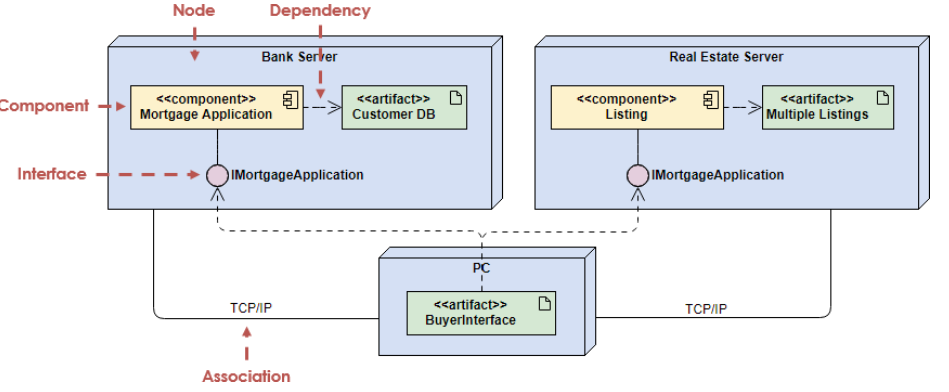 Node
Dependency
Bank Server
Real Estate Server
Component
<<component>>
Mortgage Application
<<artifact>>
Customer DB
<<component>>
Listing
<<artifact>>
Multiple Listings
Interface
IMortgageApplication
IMortgageApplication
PC
<<artifact>>
BuyerInterface
TCP/IP
TCP/IP
Association